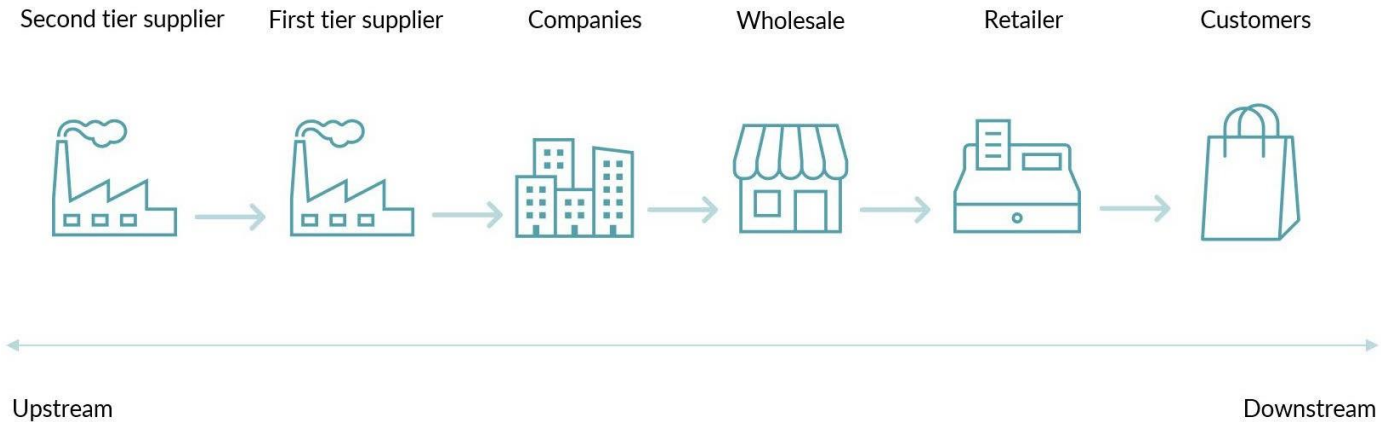 Second tier supplier
First tier supplier
Companies
Wholesale
Retailer
Customers
Upstream
Downstream